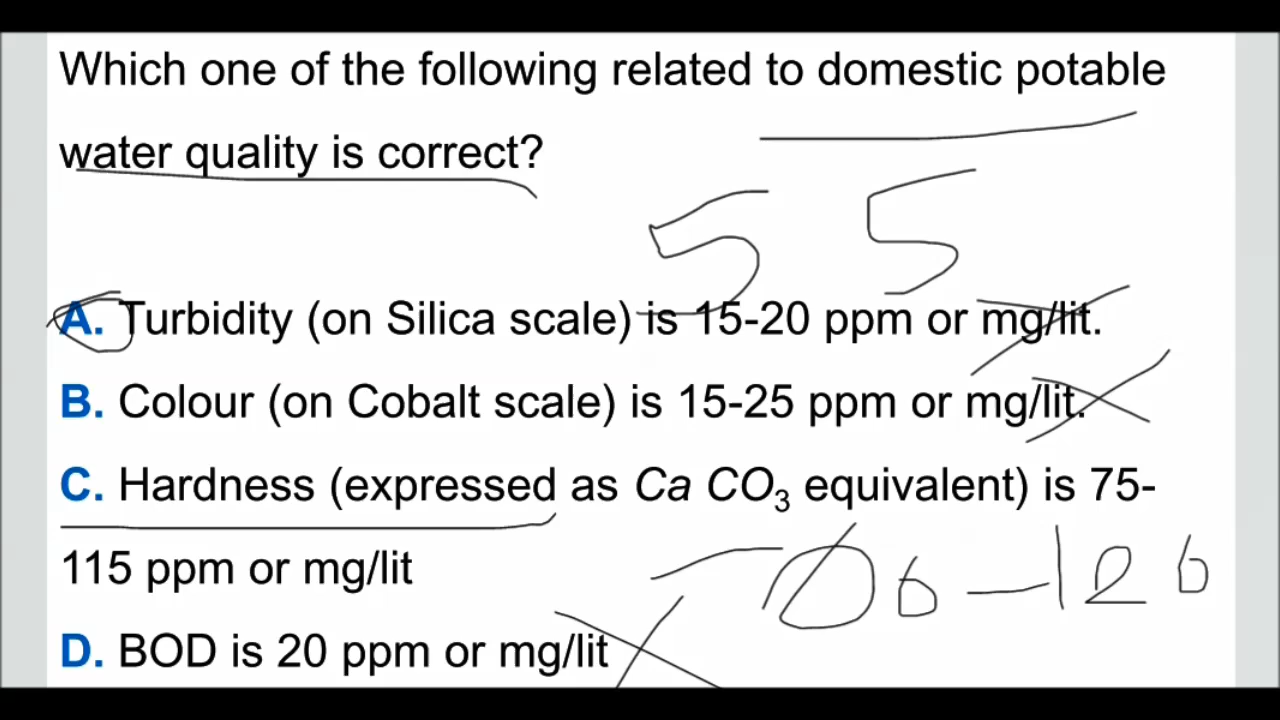 Which one of the following related to domestic potable
water quality is correct?
5 5
A. Turbidity (on Silica scale) is 15-20 ppm or mg/lit.
B. Colour (on Cobalt scale) is 15-25 ppm or mg/lit.
C. Hardness (expressed as Ca CO₃ equivalent) is 75-
115 ppm or mg/lit
D. BOD is 20 ppm or mg/lit